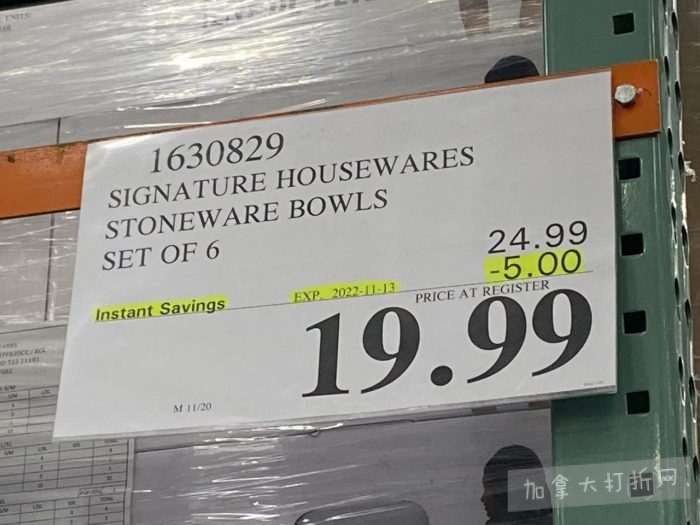 1630829
SIGNATURE HOUSEWARES
STONEWARE BOWLS
SET OF 6
24.99
-5.00
Instant Savings
EXP. 2022-11-13
PRICE AT REGISTER
19.99
M 11/20
加拿大打折网